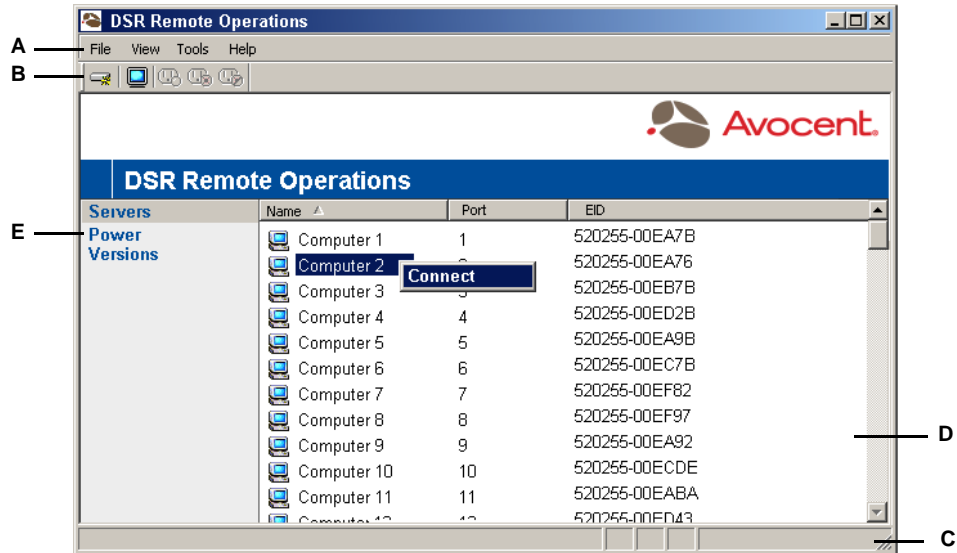 DSR Remote Operations
A
File View Tools Help
B
Avocent.
DSR Remote Operations
Servers
Name Port EID
E
Power
Versions
Computer 1 1 520255-00EA7B
Computer 2 520255-00EA76
Connect
Computer 3 520255-00EB7B
Computer 4 4 520255-00ED2B
Computer 5 5 520255-00EA9B
Computer 6 6 520255-00EC7B
Computer 7 7 520255-00EF82
Computer 8 8 520255-00EF97
Computer 9 9 520255-00EA92
D
Computer 10 10 520255-00ECDE
Computer 11 11 520255-00EABA
Computer 12 12 520255-00ED43
C